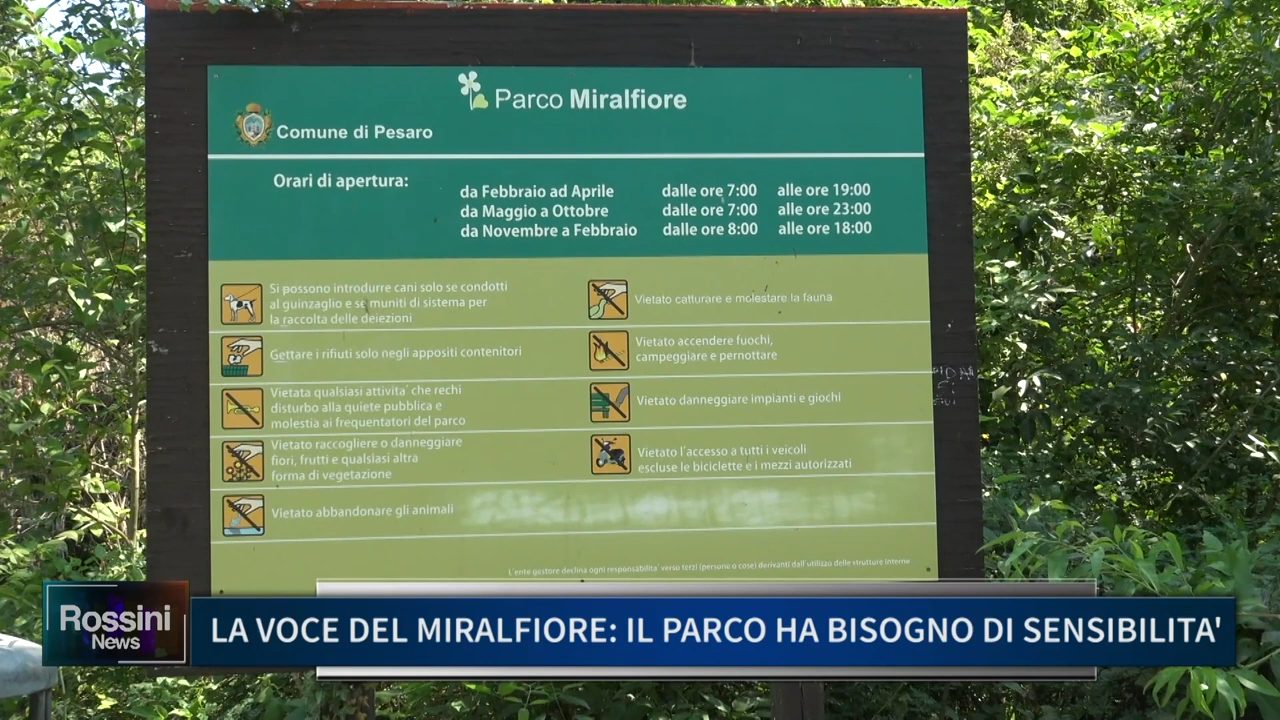 Parco Miralfiore
Comune di Pesaro
Orari di apertura:
da Febbraio ad Aprile dalle ore 7:00 alle ore 19:00
da Maggio a Ottobre dalle ore 7:00 alle ore 23:00
da Novembre a Febbraio dalle ore 8:00 alle ore 18:00
Si possono introdurre cani solo se condotti
al guinzaglio e se muniti di sistema per
la raccolta delle deiezioni
Gettare i rifiuti solo negli appositi contenitori
Vietata qualsiasi attivita' che rechi
disturbo alla quiete pubblica e
molestia ai frequentatori del parco
Vietato raccogliere o danneggiare
fiori, frutti e qualsiasi altra
forma di vegetazione
Vietato abbandonare gli animali
Vietato catturare e molestare la fauna
Vietato accendere fuochi,
campeggiare e pernottare
Vietato danneggiare impianti e giochi
Vietato l'accesso a tutti i veicoli
escluse le biciclette e i mezzi autorizzati
L'ente gestore declina ogni responsabilita' verso terzi (persone o cose) derivanti dall'utilizzo delle strutture interne
Rossini
News
LA VOCE DEL MIRALFIORE: IL PARCO HA BISOGNO DI SENSIBILITA'